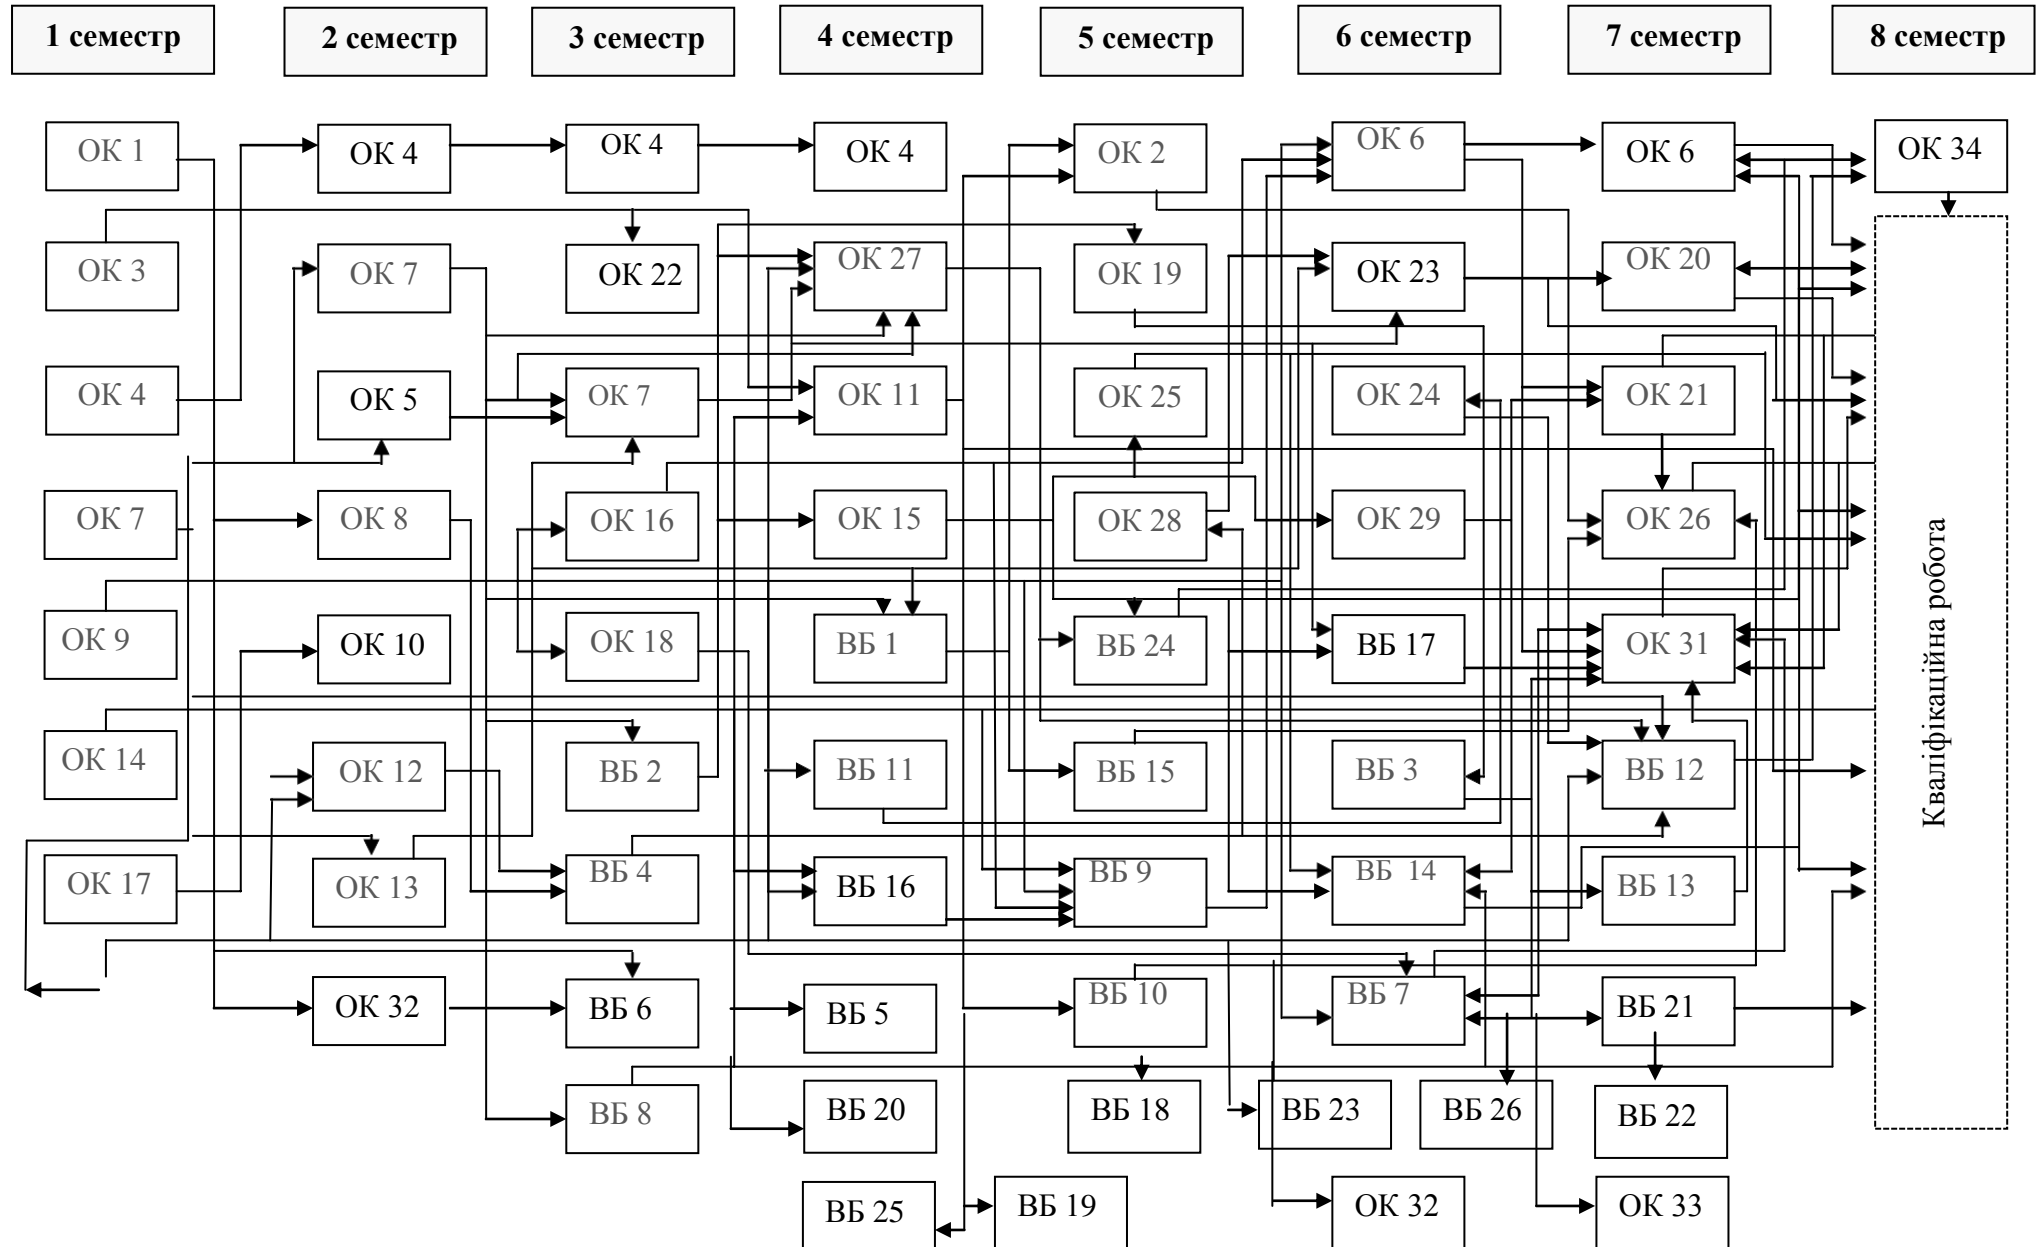 1 семестр
2 семестр
3 семестр
4 семестр
5 семестр
6 семестр
7 семестр
8 семестр
ОК 1
ОК 4
ОК 4
ОК 4
ОК 2
ОК 6
ОК 6
ОК 34
ОК 3
ОК 7
ОК 22
ОК 27
ОК 19
ОК 23
ОК 20
ОК 4
ОК 5
ОК 7
ОК 11
ОК 25
ОК 24
ОК 21
ОК 7
ОК 8
ОК 16
ОК 15
ОК 28
ОК 29
ОК 26
ОК 9
ОК 10
ОК 18
ВБ 1
ВБ 24
ВБ 17
ОК 31
Кваліфікаційна робота
ОК 14
ОК 12
ВБ 2
ВБ 11
ВБ 15
ВБ 3
ВБ 12
ОК 17
ОК 13
ВБ 4
ВБ 16
ВБ 9
ВБ 14
ВБ 13
ОК 32
ВБ 6
ВБ 5
ВБ 10
ВБ 7
ВБ 21
ВБ 8
ВБ 20
ВБ 18
ВБ 23
ВБ 26
ВБ 22
ВБ 25
ВБ 19
ОК 32
ОК 33